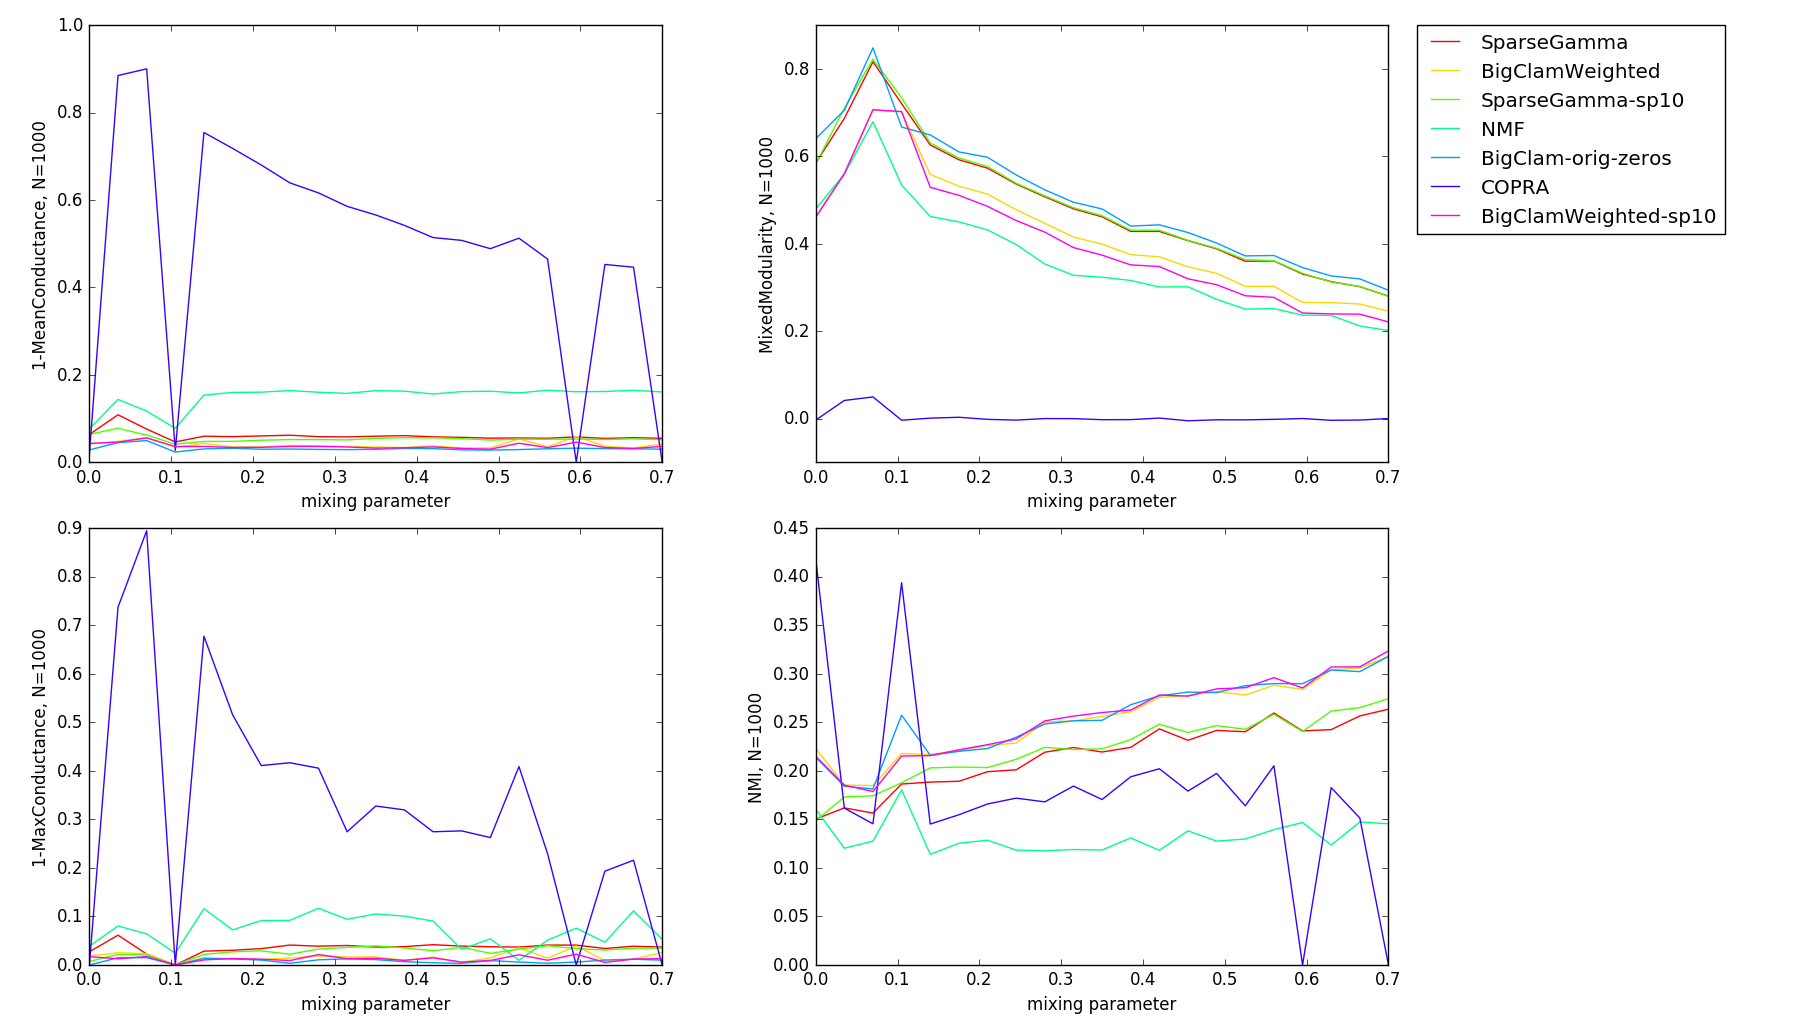 1-MeanConductance, N=1000
1.0
0.8
0.6
0.4
0.2
0.0
0.0 0.1 0.2 0.3 0.4 0.5 0.6 0.7
mixing parameter
MixedModularity, N=1000
0.8
0.6
0.4
0.2
0.0
0.0 0.1 0.2 0.3 0.4 0.5 0.6 0.7
mixing parameter
SparseGamma
BigClamWeighted
SparseGamma-sp10
NMF
BigClam-orig-zeros
COPRA
BigClamWeighted-sp10
1-MaxConductance, N=1000
0.9
0.8
0.7
0.6
0.5
0.4
0.3
0.2
0.1
0.0
0.0 0.1 0.2 0.3 0.4 0.5 0.6 0.7
mixing parameter
NMI, N=1000
0.45
0.40
0.35
0.30
0.25
0.20
0.15
0.10
0.05
0.00
0.0 0.1 0.2 0.3 0.4 0.5 0.6 0.7
mixing parameter